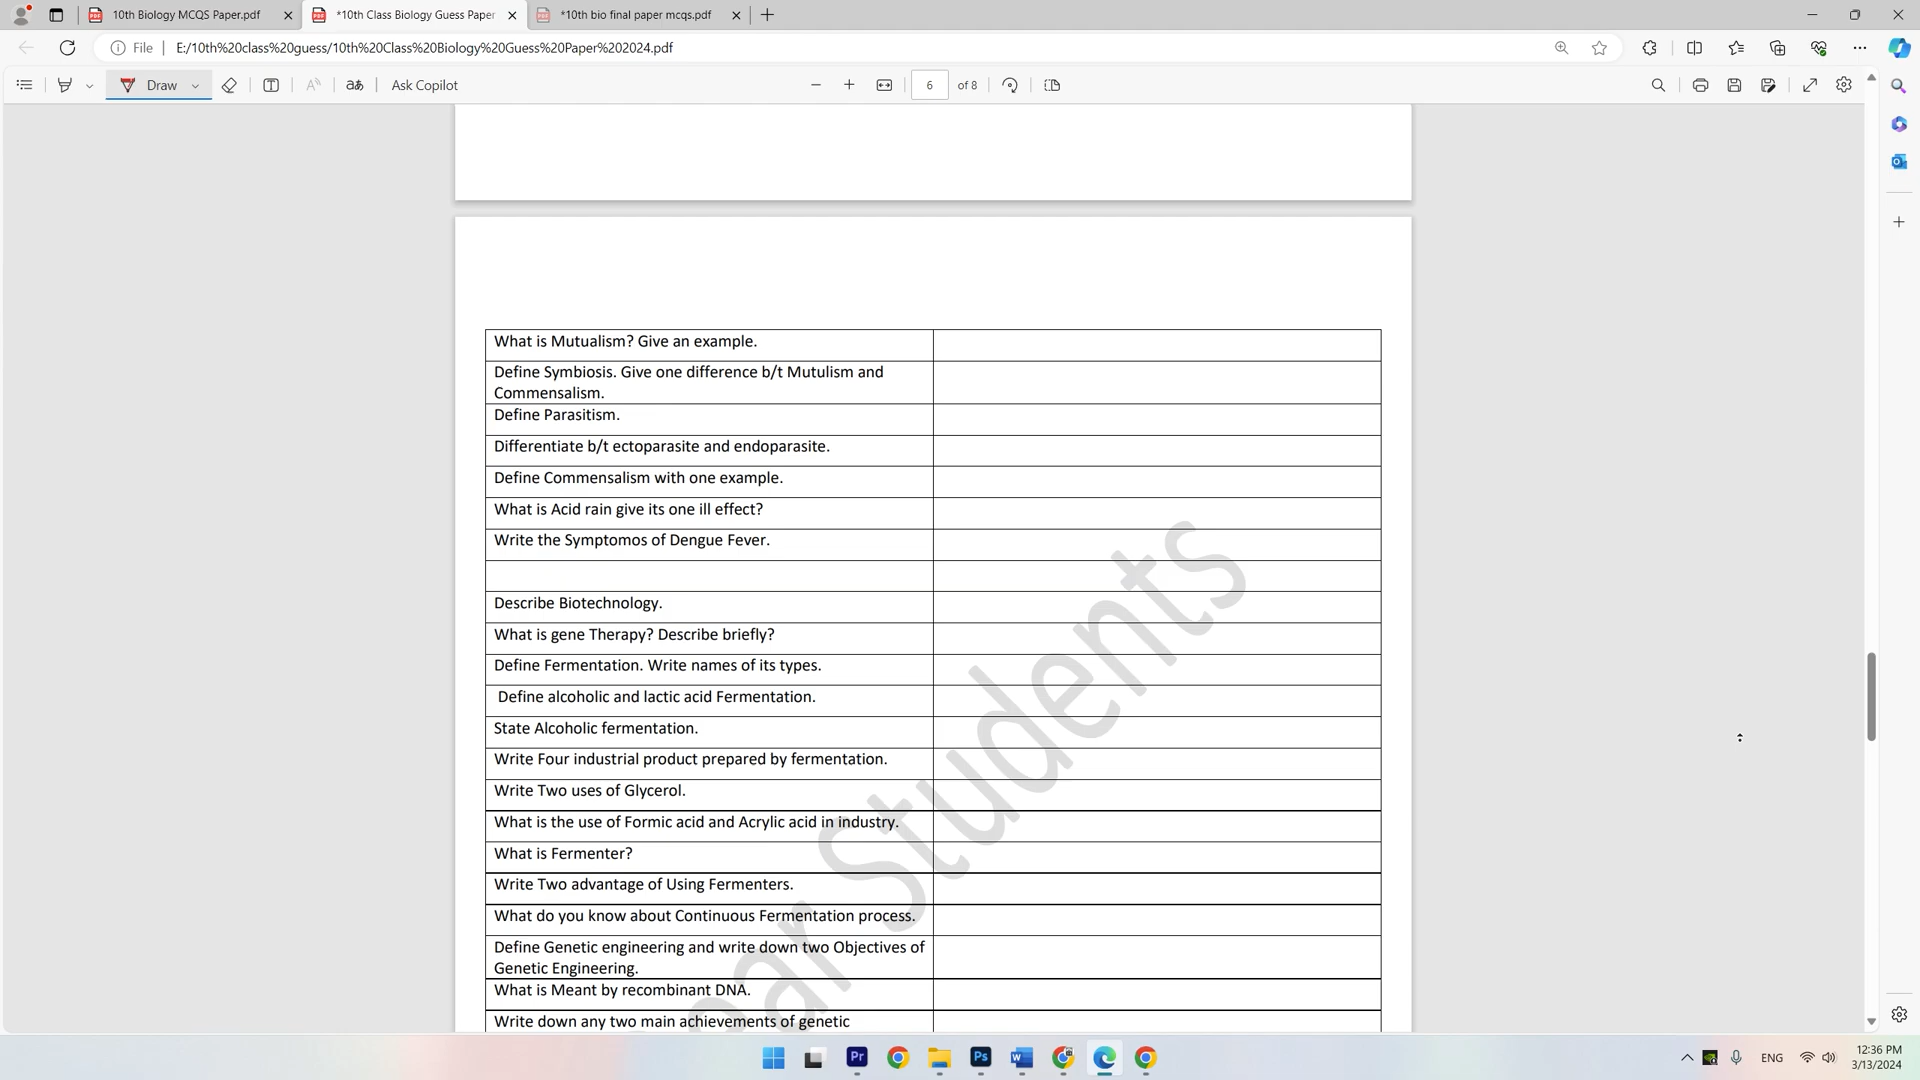 10th Biology MCQS Paper.pdf
*10th Class Biology Guess Paper
*10th bio final paper mcqs.pdf
File
E:/10th%20class%20guess/10th%20Class%20Biology%20Guess%20Paper%202024.pdf
Draw
aあ
Ask Copilot
6
of 8
What is Mutualism? Give an example.
Define Symbiosis. Give one difference b/t Mutulism and
Commensalism.
Define Parasitism.
Differentiate b/t ectoparasite and endoparasite.
Define Commensalism with one example.
What is Acid rain give its one ill effect?
Write the Symptomos of Dengue Fever.
Describe Biotechnology.
What is gene Therapy? Describe briefly?
Define Fermentation. Write names of its types.
Define alcoholic and lactic acid Fermentation.
State Alcoholic fermentation.
Write Four industrial product prepared by fermentation.
Write Two uses of Glycerol.
What is the use of Formic acid and Acrylic acid in industry.
What is Fermenter?
Write Two advantage of Using Fermenters.
What do you know about Continuous Fermentation process.
Define Genetic engineering and write down two Objectives of
Genetic Engineering.
What is Meant by recombinant DNA.
Write down any two main achievements of genetic
ar Students
Pr
Ps
ENG
12:36 PM
3/13/2024